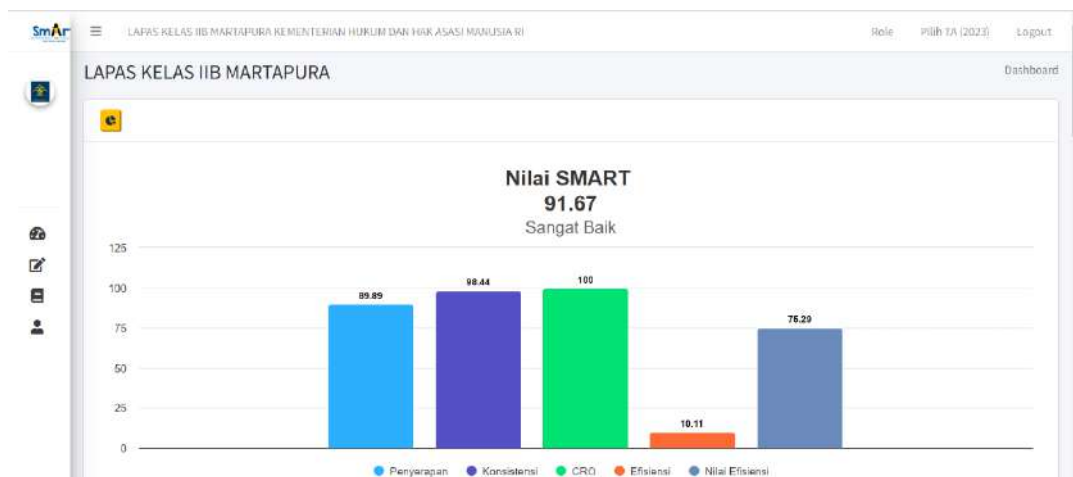 SmArt
LAPAS KELAS IIB MARTAPURA KEMENTERIAN HUKUM DAN HAK ASASI MANUSIA RI
Role Pilih TA (2023) Logout
LAPAS KELAS IIB MARTAPURA
Dashboard
Nilai SMART
91.67
Sangat Baik
125
100
75
50
25
0
89.89
98.44
100
10.11
75.29
Penyerapan Konsistensi CRO Efisiensi Nilai Efisiensi